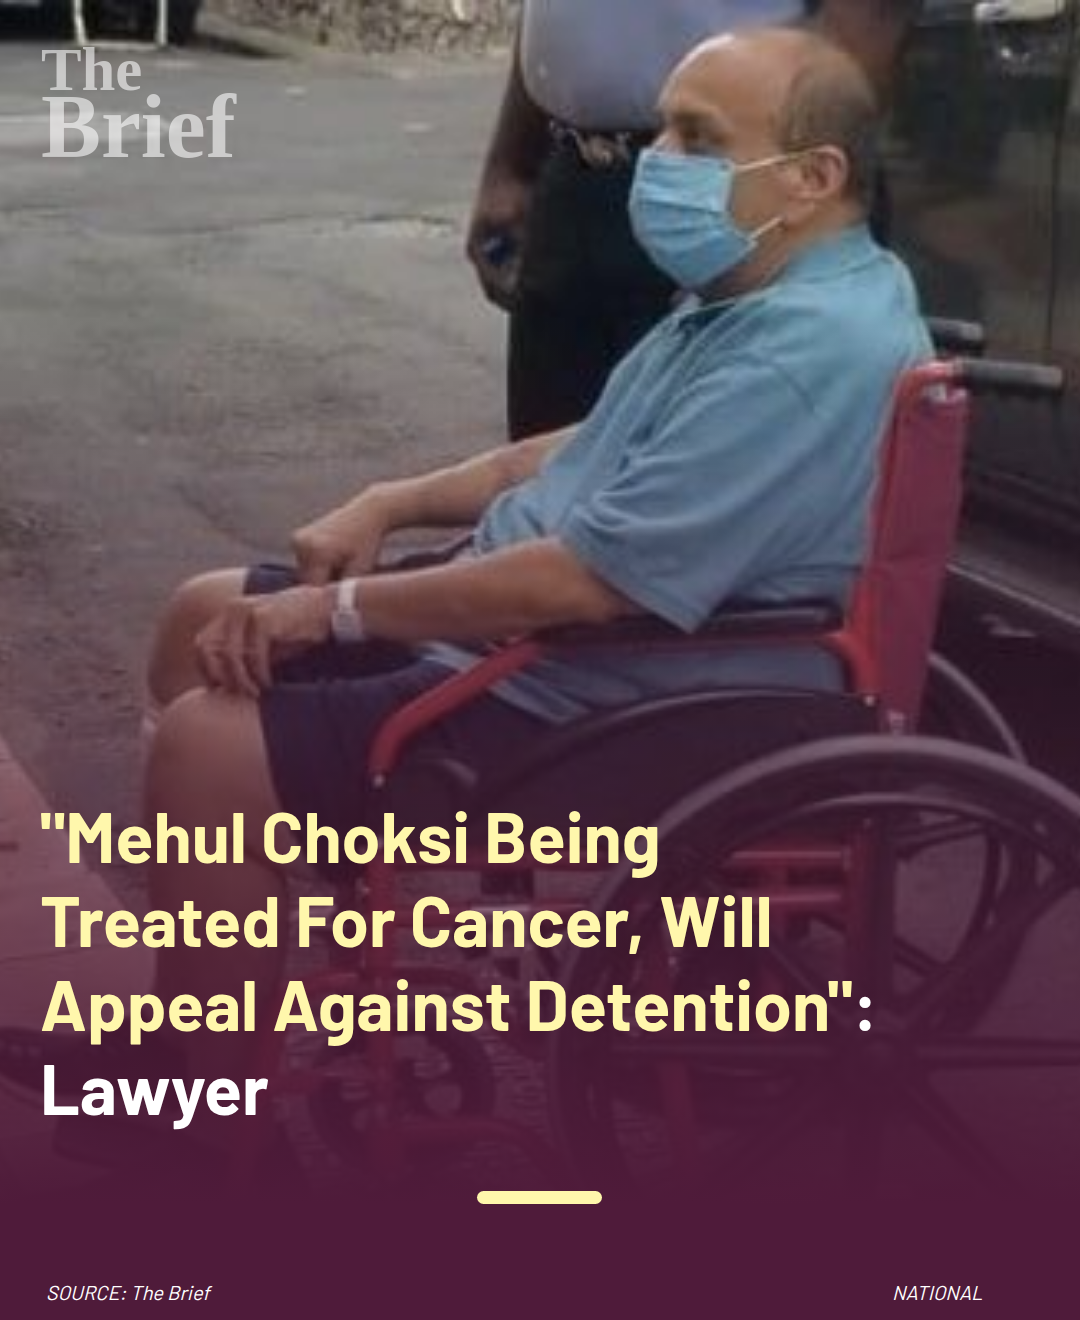 The
Brief
"Mehul Choksi Being
Treated For Cancer, Will
Appeal Against Detention":
Lawyer
SOURCE: The Brief
NATIONAL